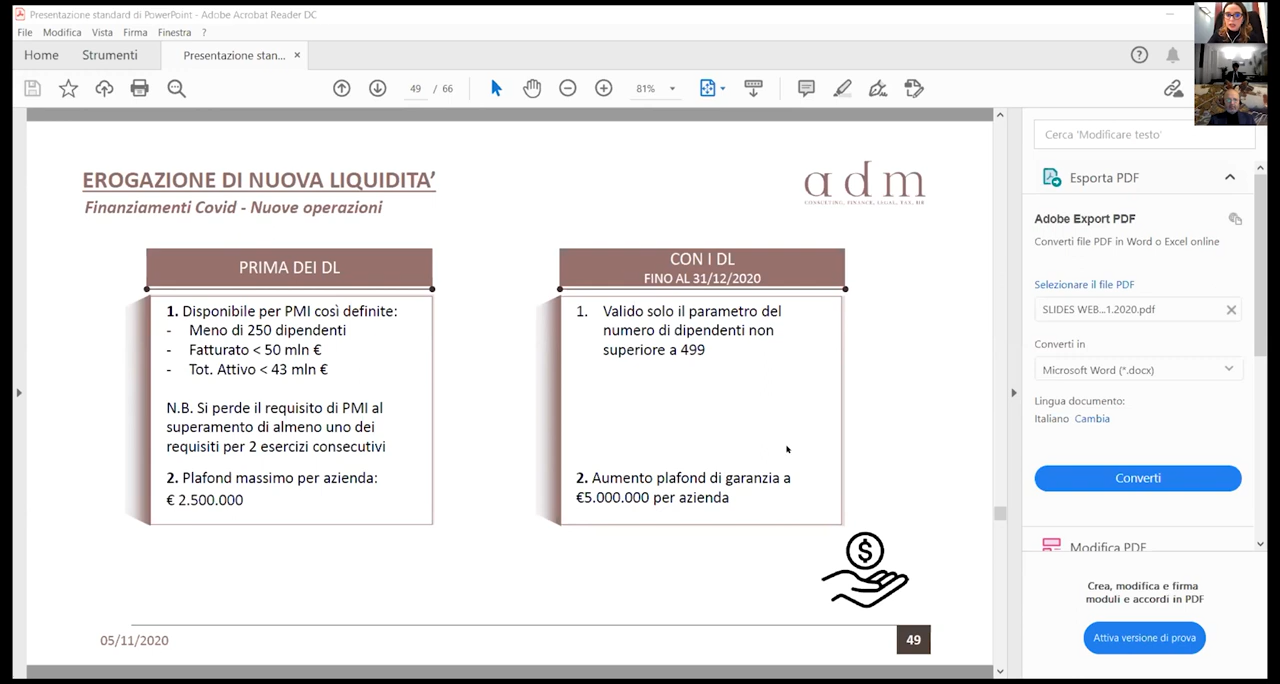 Presentazione standard di PowerPoint - Adobe Acrobat Reader DC
File Modifica Vista Firma Finestra ?
Home Strumenti Presentazione stan... ×
49 / 66 81%
EROGAZIONE DI NUOVA LIQUIDITA’
Finanziamenti Covid - Nuove operazioni
adm
CONSULTING, FINANCE, LEGAL, TAX, HR
PRIMA DEI DL
1. Disponibile per PMI così definite:
- Meno di 250 dipendenti
- Fatturato < 50 mln €
- Tot. Attivo < 43 mln €
N.B. Si perde il requisito di PMI al
superamento di almeno uno dei
requisiti per 2 esercizi consecutivi
2. Plafond massimo per azienda:
€ 2.500.000
CON I DL
FINO AL 31/12/2020
1. Valido solo il parametro del
numero di dipendenti non
superiore a 499
2. Aumento plafond di garanzia a
€5.000.000 per azienda
$
05/11/2020
49
Cerca 'Modificare testo'
Esporta PDF
Adobe Export PDF
Converti file PDF in Word o Excel online
Selezionare il file PDF
SLIDES WEB...1.2020.pdf
Converti in
Microsoft Word (*.docx)
Lingua documento:
Italiano Cambia
Converti
Modifica PDF
Crea, modifica e firma
moduli e accordi in PDF
Attiva versione di prova